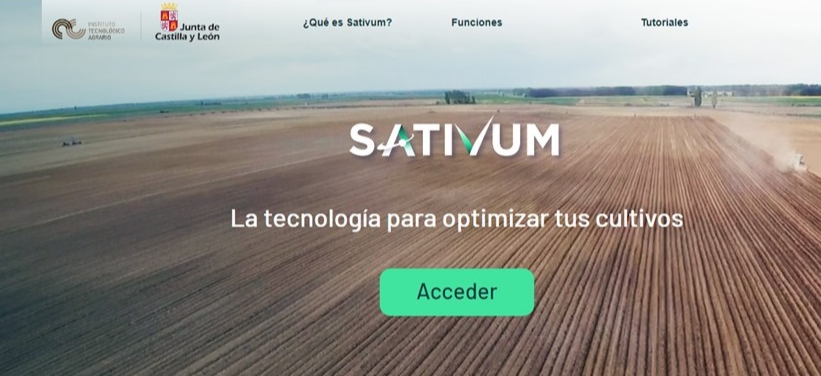 INSTITUTO
TECNOLÓGICO
AGRARIO
Junta de
Castilla y León
¿Qué es Sativum?
Funciones
Tutoriales
SATIVUM
La tecnología para optimizar tus cultivos
Acceder